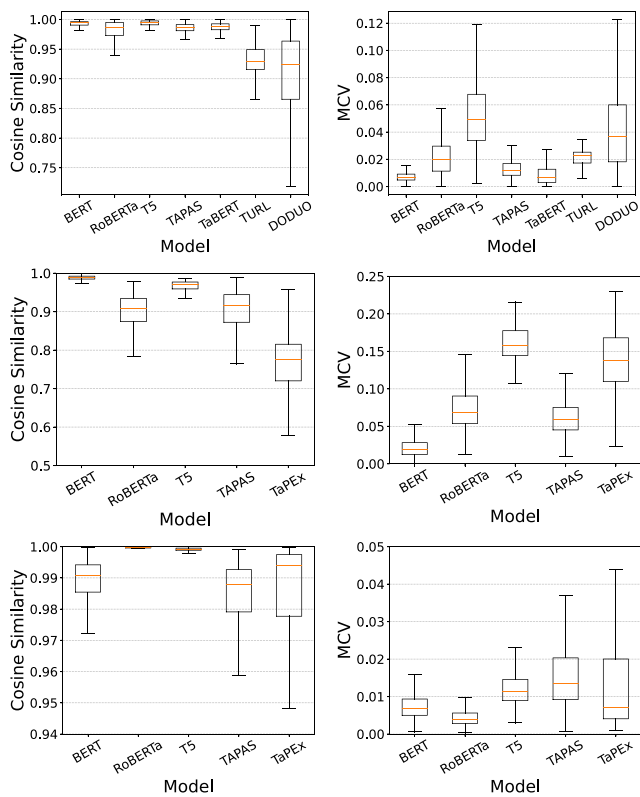 Cosine Similarity
1.00
0.95
0.90
0.85
0.80
0.75
BERT
RoBERTa
T5
TAPAS
TaBERT
TURL
DODUO
Model
MCV
0.12
0.10
0.08
0.06
0.04
0.02
0.00
BERT
RoBERTa
T5
TAPAS
TaBERT
TURL
DODUO
Model
Cosine Similarity
1.0
0.9
0.8
0.7
0.6
0.5
BERT
RoBERTa
T5
TAPAS
TaPEx
Model
MCV
0.25
0.20
0.15
0.10
0.05
0.00
BERT
RoBERTa
T5
TAPAS
TaPEx
Model
Cosine Similarity
1.00
0.99
0.98
0.97
0.96
0.95
0.94
BERT
RoBERTa
T5
TAPAS
TaPEx
Model
MCV
0.05
0.04
0.03
0.02
0.01
0.00
BERT
RoBERTa
T5
TAPAS
TaPEx
Model